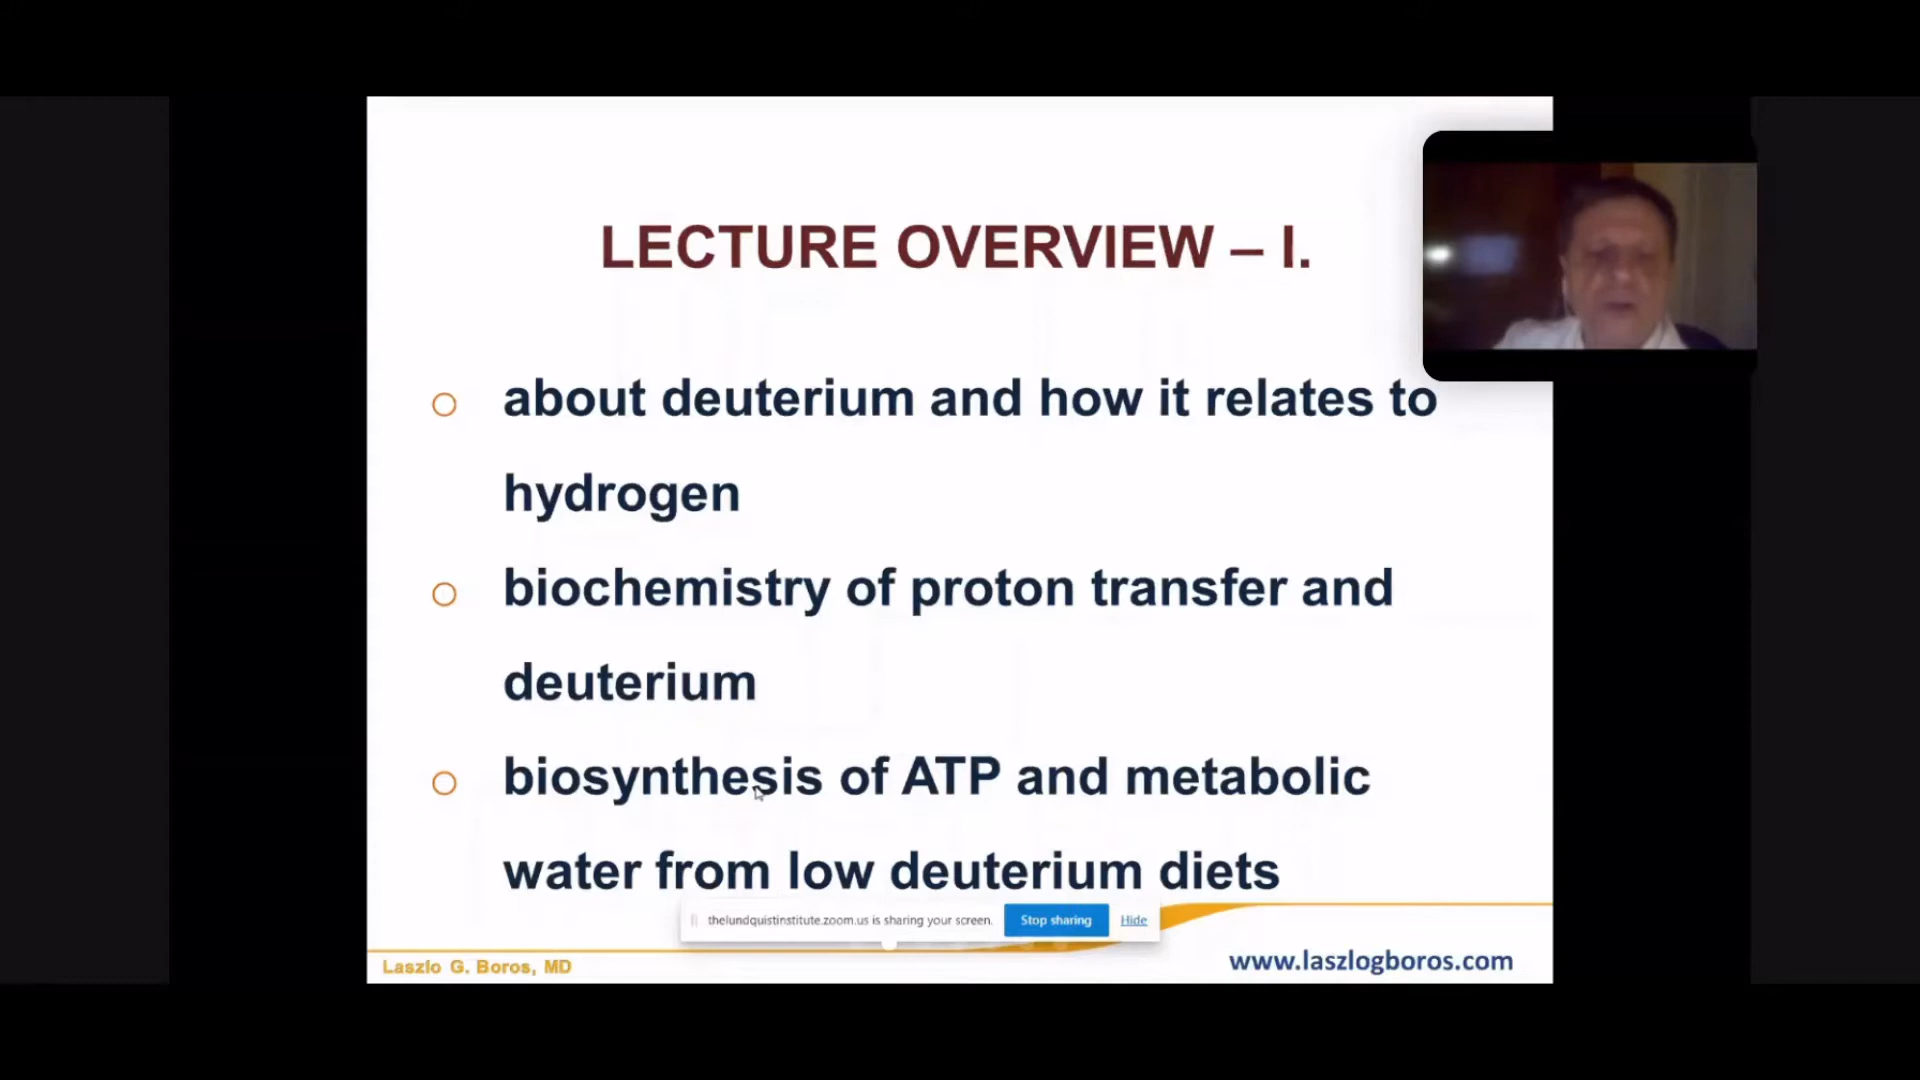 LECTURE OVERVIEW – I.
about deuterium and how it relates to
hydrogen
biochemistry of proton transfer and
deuterium
biosynthesis of ATP and metabolic
water from low deuterium diets
thelundquistinstitute.zoom.us is sharing your screen. Stop sharing Hide
Laszlo G. Boros, MD
www.laszlogboros.com